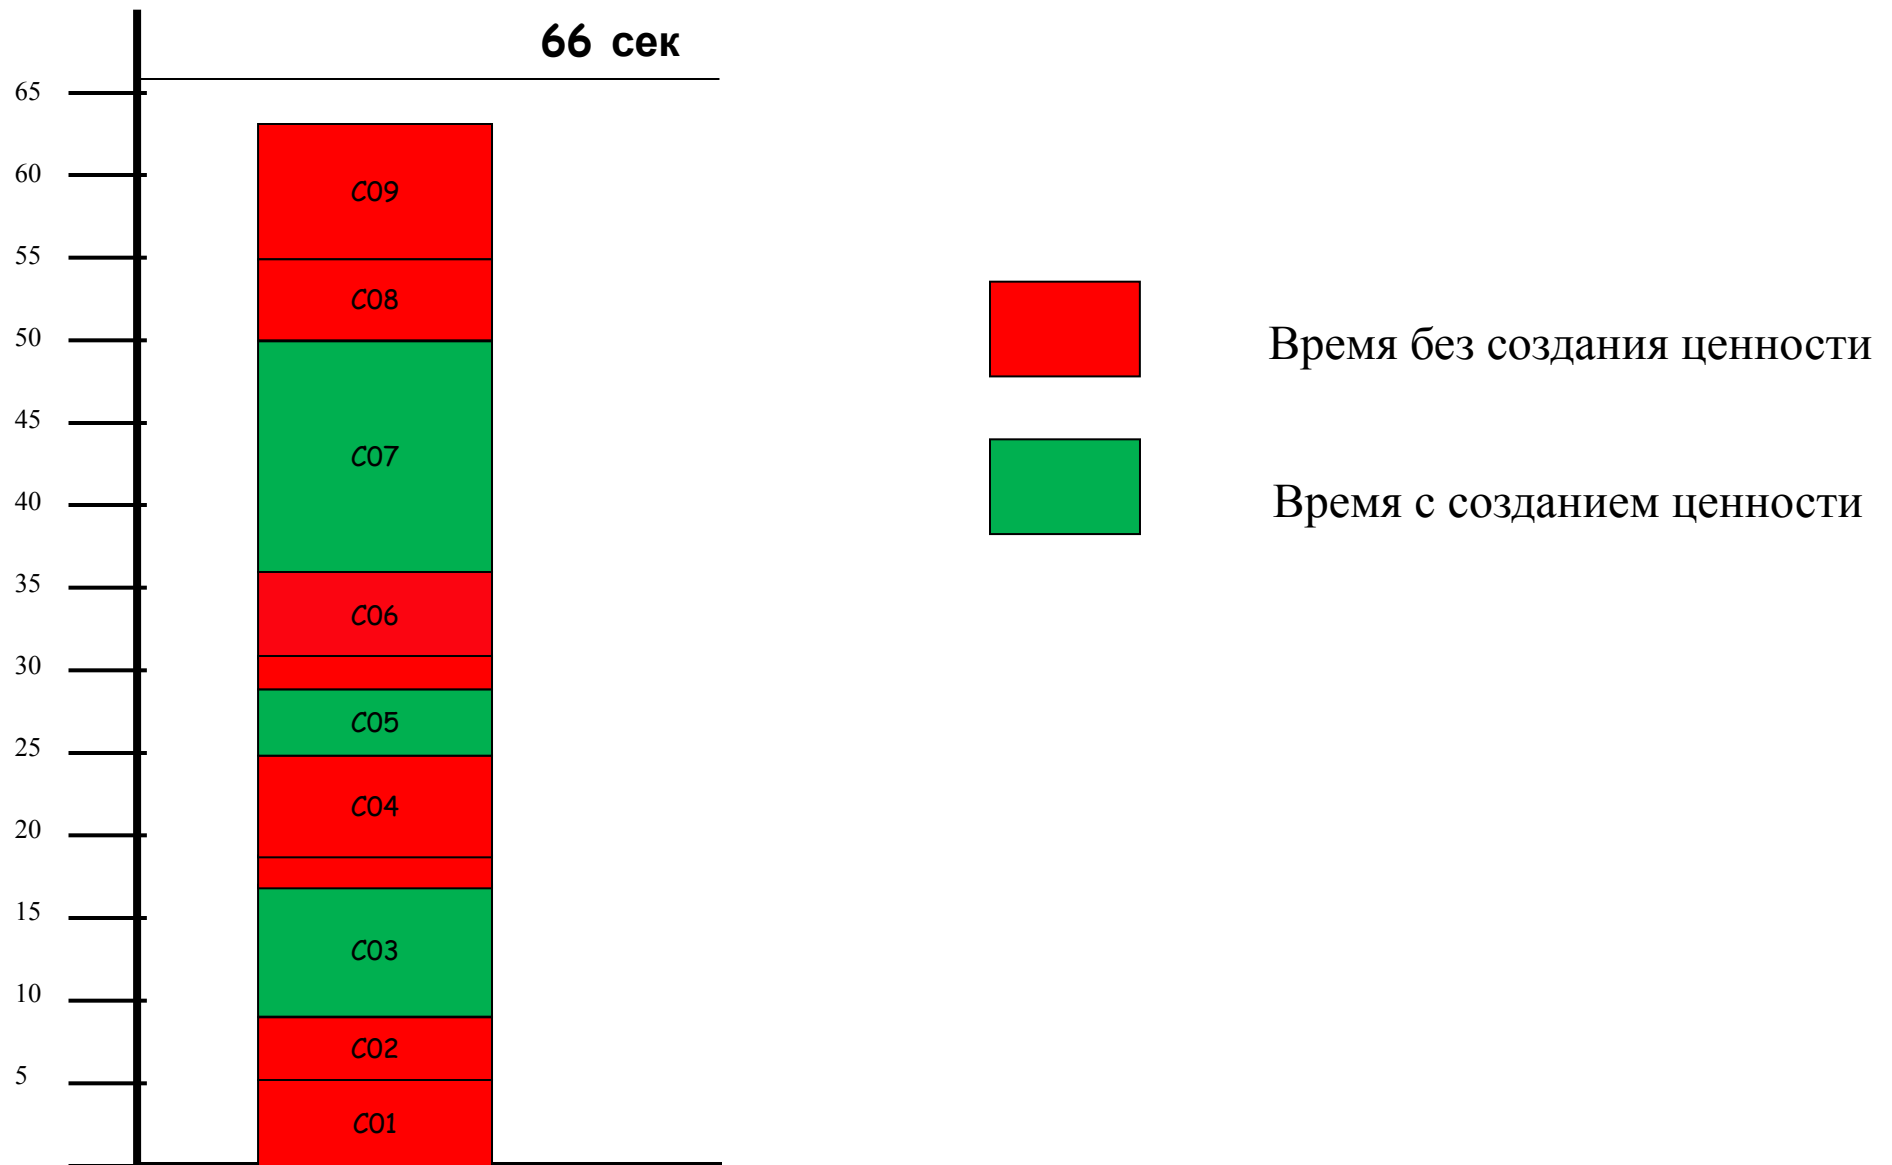 66 сек
65
60
55
50
45
40
35
30
25
20
15
10
5
C09
C08
C07
C06
C05
C04
C03
C02
C01
Время без создания ценности
Время с созданием ценности